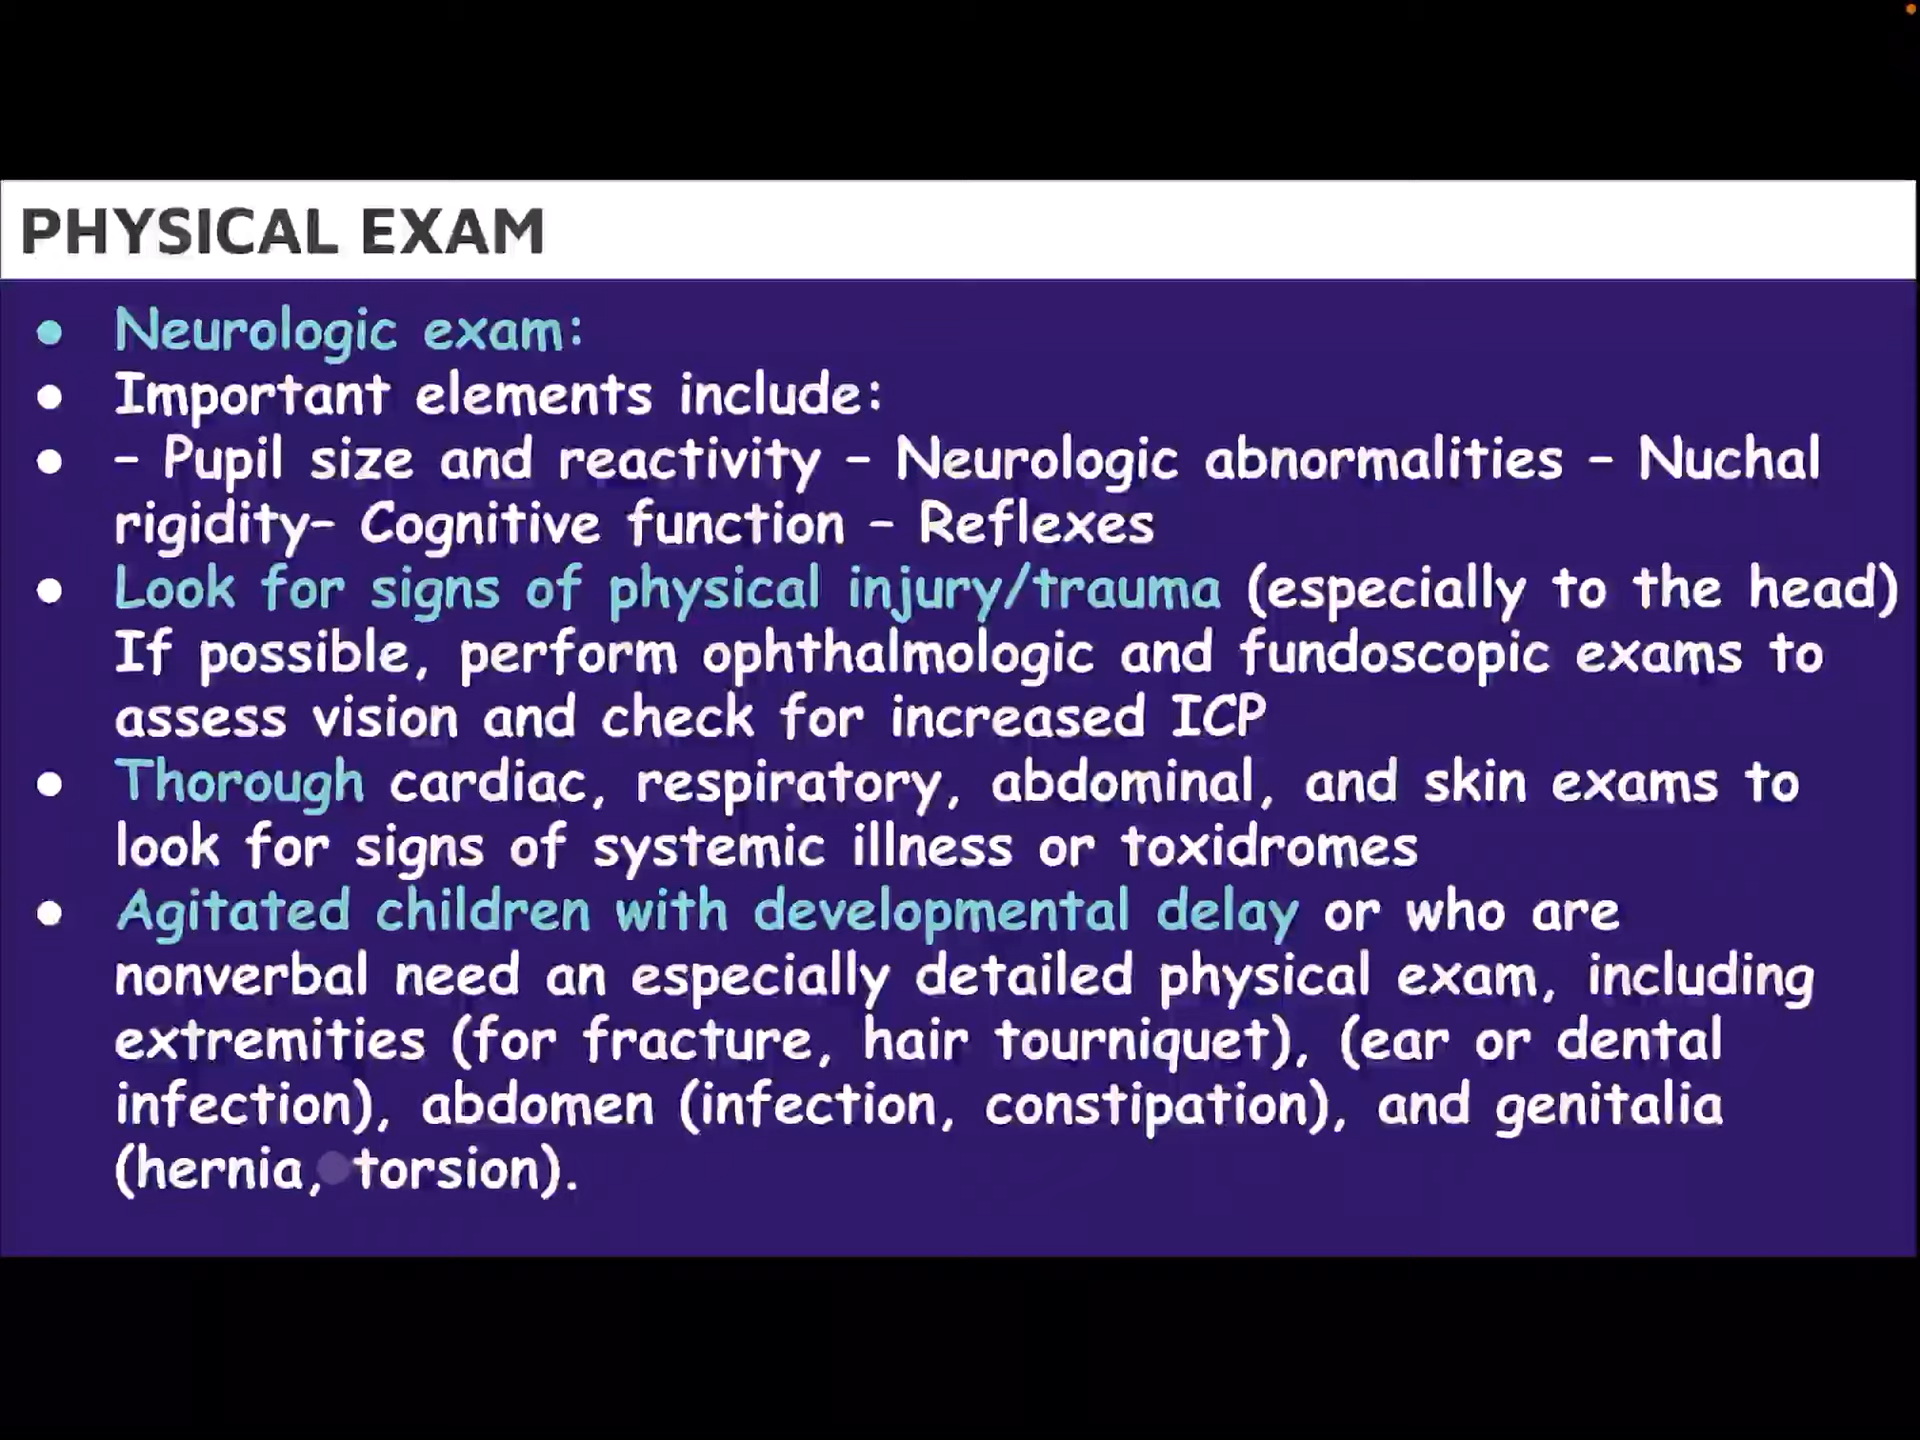 PHYSICAL EXAM
• Neurologic exam:
• Important elements include:
• – Pupil size and reactivity – Neurologic abnormalities – Nuchal
rigidity– Cognitive function – Reflexes
• Look for signs of physical injury/trauma (especially to the head)
If possible, perform ophthalmologic and fundoscopic exams to
assess vision and check for increased ICP
• Thorough cardiac, respiratory, abdominal, and skin exams to
look for signs of systemic illness or toxidromes
• Agitated children with developmental delay or who are
nonverbal need an especially detailed physical exam, including
extremities (for fracture, hair tourniquet), (ear or dental
infection), abdomen (infection, constipation), and genitalia
(hernia, torsion).